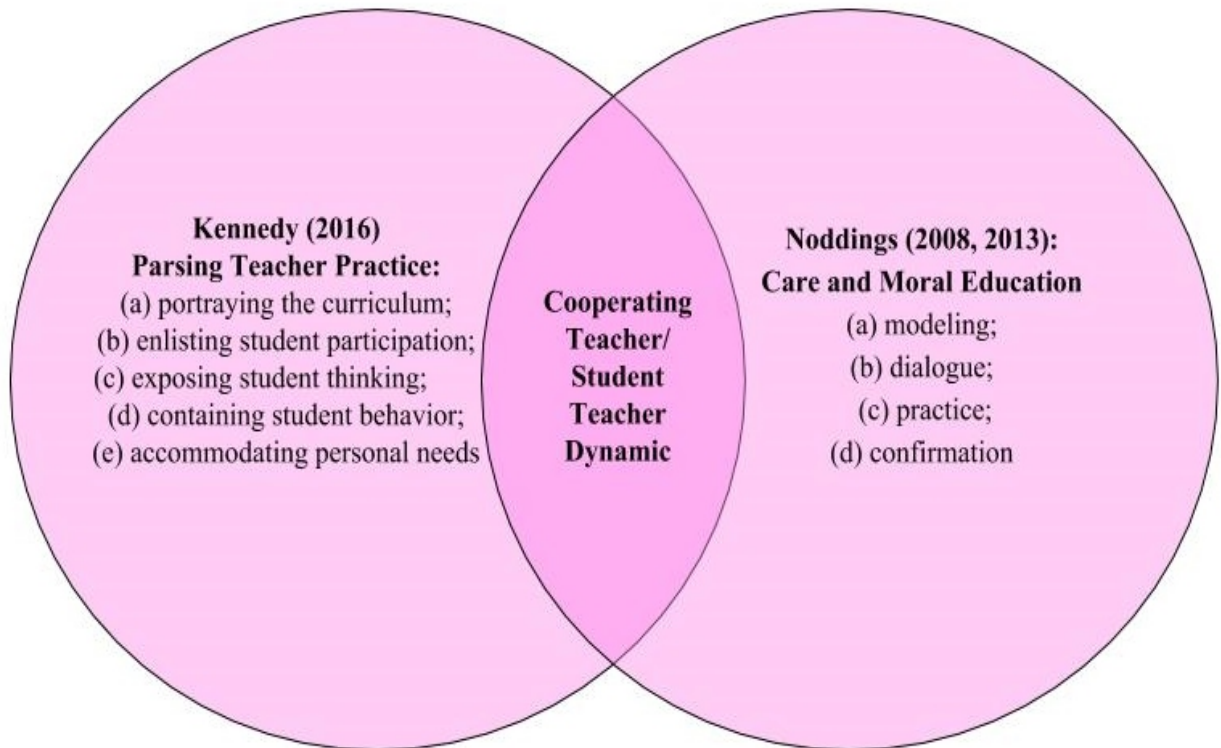 Kennedy (2016)
Parsing Teacher Practice:
(a) portraying the curriculum;
(b) enlisting student participation;
(c) exposing student thinking;
(d) containing student behavior;
(e) accommodating personal needs
Cooperating
Teacher/
Student
Teacher
Dynamic
Noddings (2008, 2013):
Care and Moral Education
(a) modeling;
(b) dialogue;
(c) practice;
(d) confirmation